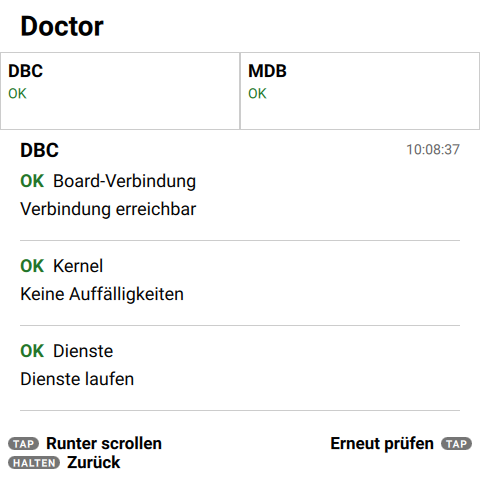 Doctor
DBC
OK
MDB
OK
DBC
10:08:37
OK Board-Verbindung
Verbindung erreichbar
OK Kernel
Keine Auffälligkeiten
OK Dienste
Dienste laufen
TAP Runter scrollen
Erneut prüfen TAP
HALTEN Zurück